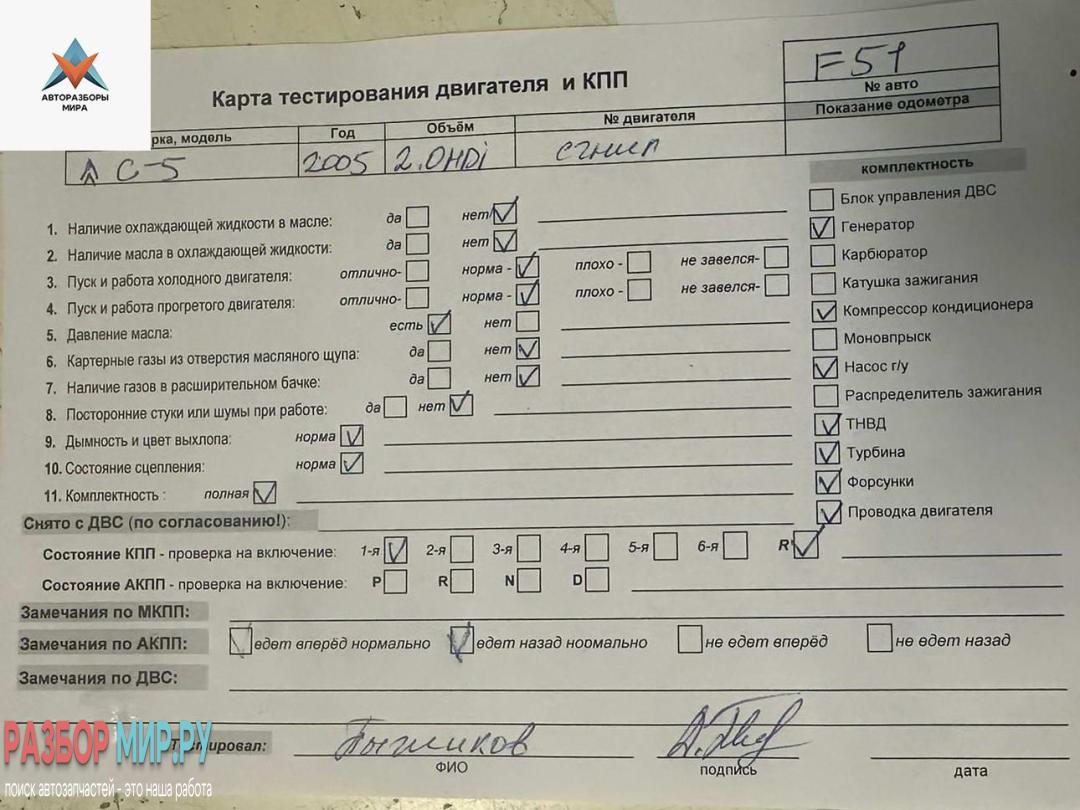 АВТОРАЗБОРЫ
МИРА
Карта тестирования двигателя и КПП
F51
№ авто
Показание одометра
рка, модель Год Объём № двигателя
С-5 2005 2.0HDi сгнил
комплектность
Блок управления ДВС
Генератор
Карбюратор
Катушка зажигания
Компрессор кондиционера
Моновпрыск
Насос г/у
Распределитель зажигания
ТНВД
Турбина
Форсунки
Проводка двигателя
1. Наличие охлаждающей жидкости в масле: да нет
2. Наличие масла в охлаждающей жидкости: да нет
3. Пуск и работа холодного двигателя: отлично- норма - плохо - не завелся-
4. Пуск и работа прогретого двигателя: отлично- норма - плохо - не завелся-
5. Давление масла: есть нет
6. Картерные газы из отверстия масляного щупа: да нет
7. Наличие газов в расширительном бачке: да нет
8. Посторонние стуки или шумы при работе: да нет
9. Дымность и цвет выхлопа: норма
10. Состояние сцепления: норма
11. Комплектность : полная
Снято с ДВС (по согласованию!):
Состояние КПП - проверка на включение: 1-я 2-я 3-я 4-я 5-я 6-я R
Состояние АКПП - проверка на включение: P R N D
Замечания по МКПП:
Замечания по АКПП: едет вперёд нормально едет назад нормально не едет вперёд не едет назад
Замечания по ДВС:
Тестировал: Пыжиков
ФИО подпись дата
РАЗБОРМИР.РУ
поиск автозапчастей - это наша работа